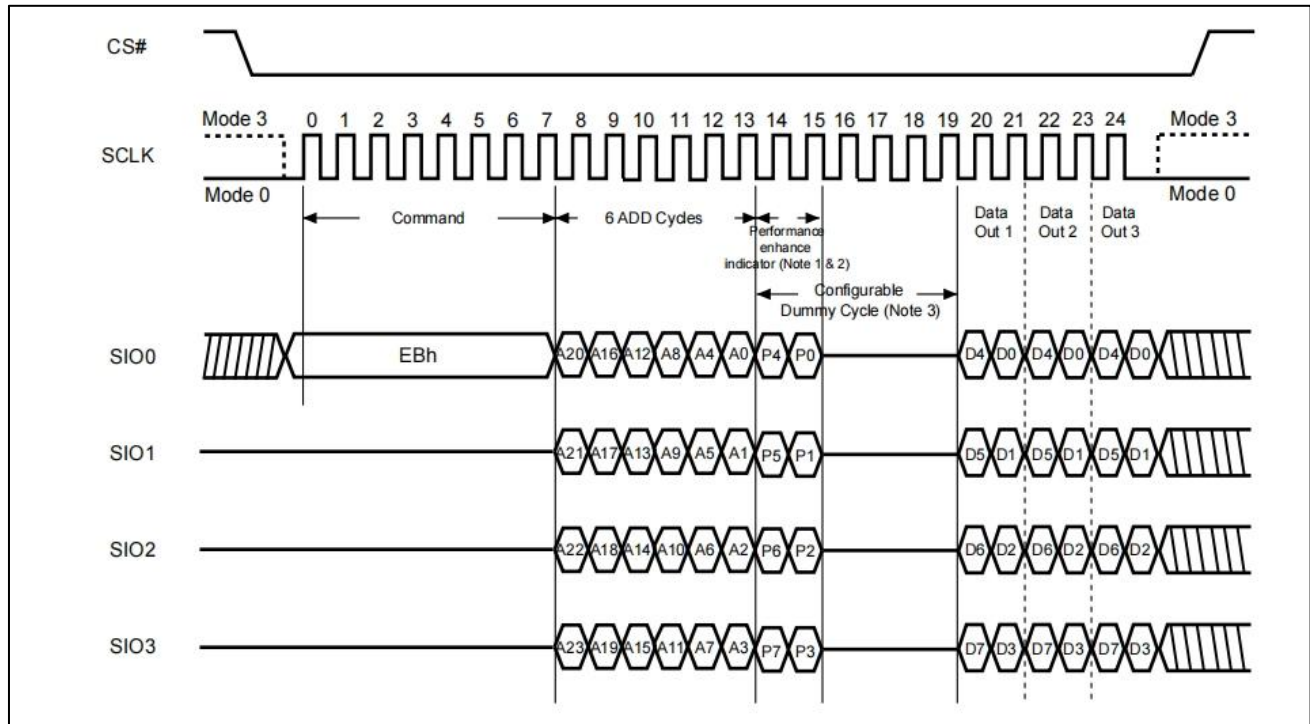 CS#
Mode 3 0 1 2 3 4 5 6 7 8 9 10 11 12 13 14 15 16 17 18 19 20 21 22 23 24 Mode 3
SCLK
Mode 0 Mode 0
Command 6 ADD Cycles Data Data Data
Out 1 Out 2 Out 3
Performance
enhance
indicator (Note 1 & 2)
Configurable
Dummy Cycle (Note 3)
SIO0 EBh A20 A16 A12 A8 A4 A0 P4 P0 D4 D0 D4 D0 D4 D0
SIO1 A21 A17 A13 A9 A5 A1 P5 P1 D5 D1 D5 D1 D5 D1
SIO2 A22 A18 A14 A10 A6 A2 P6 P2 D6 D2 D6 D2 D6 D2
SIO3 A23 A19 A15 A11 A7 A3 P7 P3 D7 D3 D7 D3 D7 D3